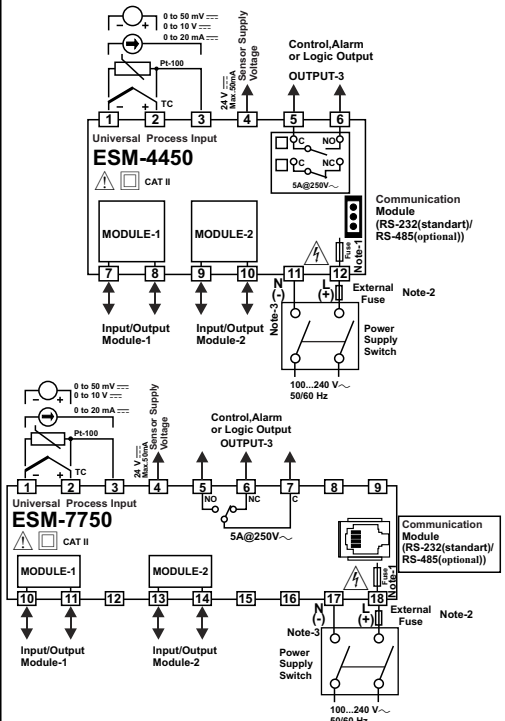 0 to 50 mV
0 to 10 V
0 to 20 mA
Pt-100
TC
24 V
Max.50mA
Sensor Supply
Voltage
Control,Alarm
or Logic Output
OUTPUT-3
1 2 3 4 5 6
Universal Process Input
ESM-4450
CAT II
C NO
C NC
5A@250V
Communication
Module
(RS-232(standart)/
RS-485(optional))
MODULE-1
MODULE-2
Fuse
Note-1
7 8 9 10 11 12
Input/Output
Module-1
Input/Output
Module-2
N
(-)
L
(+)
Note-3
External
Fuse
Note-2
Power
Supply
Switch
100...240 V
50/60 Hz
0 to 50 mV
0 to 10 V
0 to 20 mA
Pt-100
TC
24 V
Max.50mA
Sensor Supply
Voltage
Control,Alarm
or Logic Output
OUTPUT-3
1 2 3 4 5 6 7 8 9
NO NC C
5A@250V
Universal Process Input
ESM-7750
CAT II
Communication
Module
(RS-232(standart)/
RS-485(optional))
MODULE-1
MODULE-2
Fuse
Note-1
10 11 12 13 14 15 16 17 18
Input/Output
Module-1
Input/Output
Module-2
N
(-)
L
(+)
Note-3
External
Fuse
Note-2
Power
Supply
Switch
100...240 V
50/60 Hz